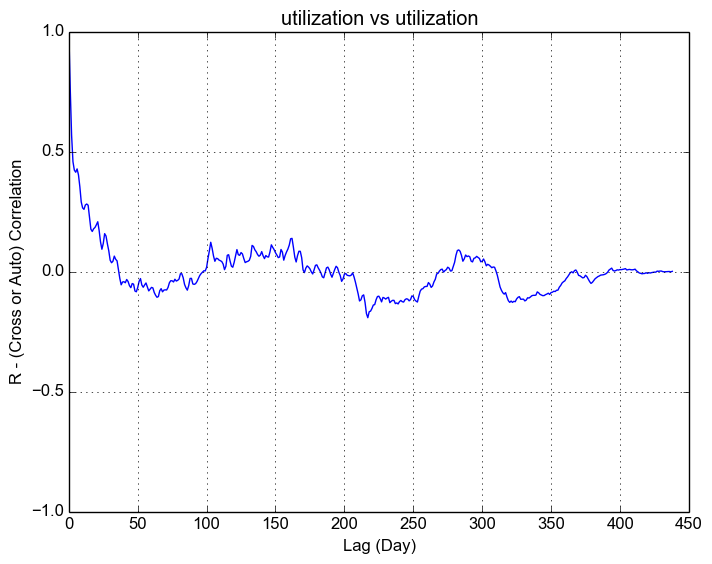 utilization vs utilization
1.0
0.5
0.0
−0.5
−1.0
R - (Cross or Auto) Correlation
0 50 100 150 200 250 300 350 400 450
Lag (Day)